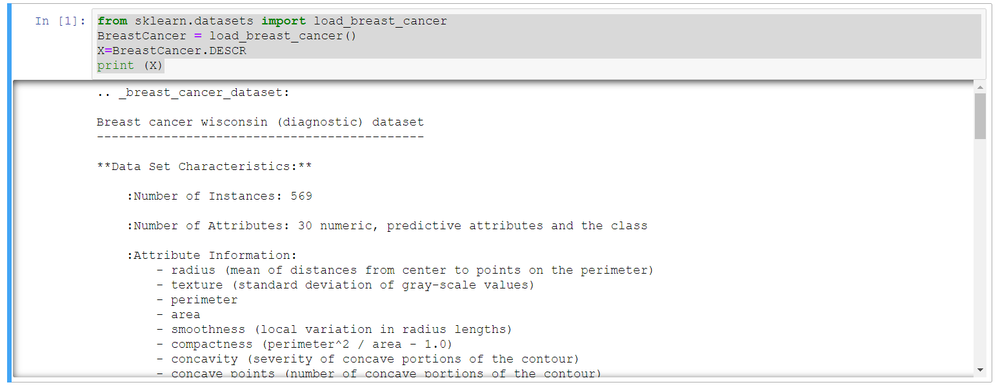 In [1]: from sklearn.datasets import load_breast_cancer
BreastCancer = load_breast_cancer()
X=BreastCancer.DESCR
print (X)
.. _breast_cancer_dataset:
Breast cancer wisconsin (diagnostic) dataset
--------------------------------------------
**Data Set Characteristics:**
:Number of Instances: 569
:Number of Attributes: 30 numeric, predictive attributes and the class
:Attribute Information:
- radius (mean of distances from center to points on the perimeter)
- texture (standard deviation of gray-scale values)
- perimeter
- area
- smoothness (local variation in radius lengths)
- compactness (perimeter^2 / area - 1.0)
- concavity (severity of concave portions of the contour)
- concave points (number of concave portions of the contour)